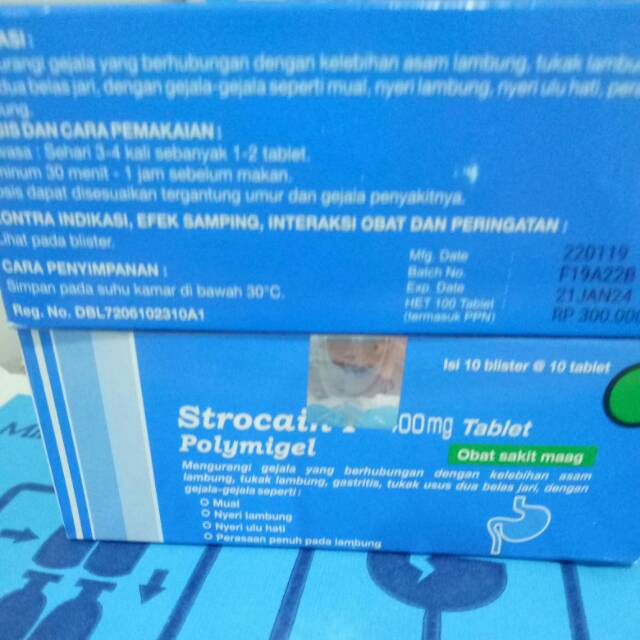 ASI :
urangi gejala yang berhubungan dengan kelebihan asam lambung, tukak lambu
dua belas jari, dengan gejala-gejala seperti mual, nyeri lambung, nyeri ulu hati, pe
ung.
SIS DAN CARA PEMAKAIAN :
wasa : Sehari 3-4 kali sebanyak 1-2 tablet.
minum 30 menit - 1 jam sebelum makan.
osis dapat disesuaikan tergantung umur dan gejala penyakitnya.
ONTRA INDIKASI, EFEK SAMPING, INTERAKSI OBAT DAN PERINGATAN :
ihat pada blister.
CARA PENYIMPANAN :
Simpan pada suhu kamar di bawah 30°C.
Reg. No. DBL7206102310A1
Mfg. Date 220119
Batch No. F19A22B
Exp. Date 21JAN24
HET 100 Tablet RP 300.000
(termasuk PPN)
Isi 10 blister @ 10 tablet
Strocain P 400mg Tablet
Polymigel
Obat sakit maag
Mengurangi gejala yang berhubungan dengan kelebihan asam
lambung, tukak lambung, gastritis, tukak usus dua belas jari, dengan
gejala-gejala seperti :
Mual
Nyeri lambung
Nyeri ulu hati
Perasaan penuh pada lambung